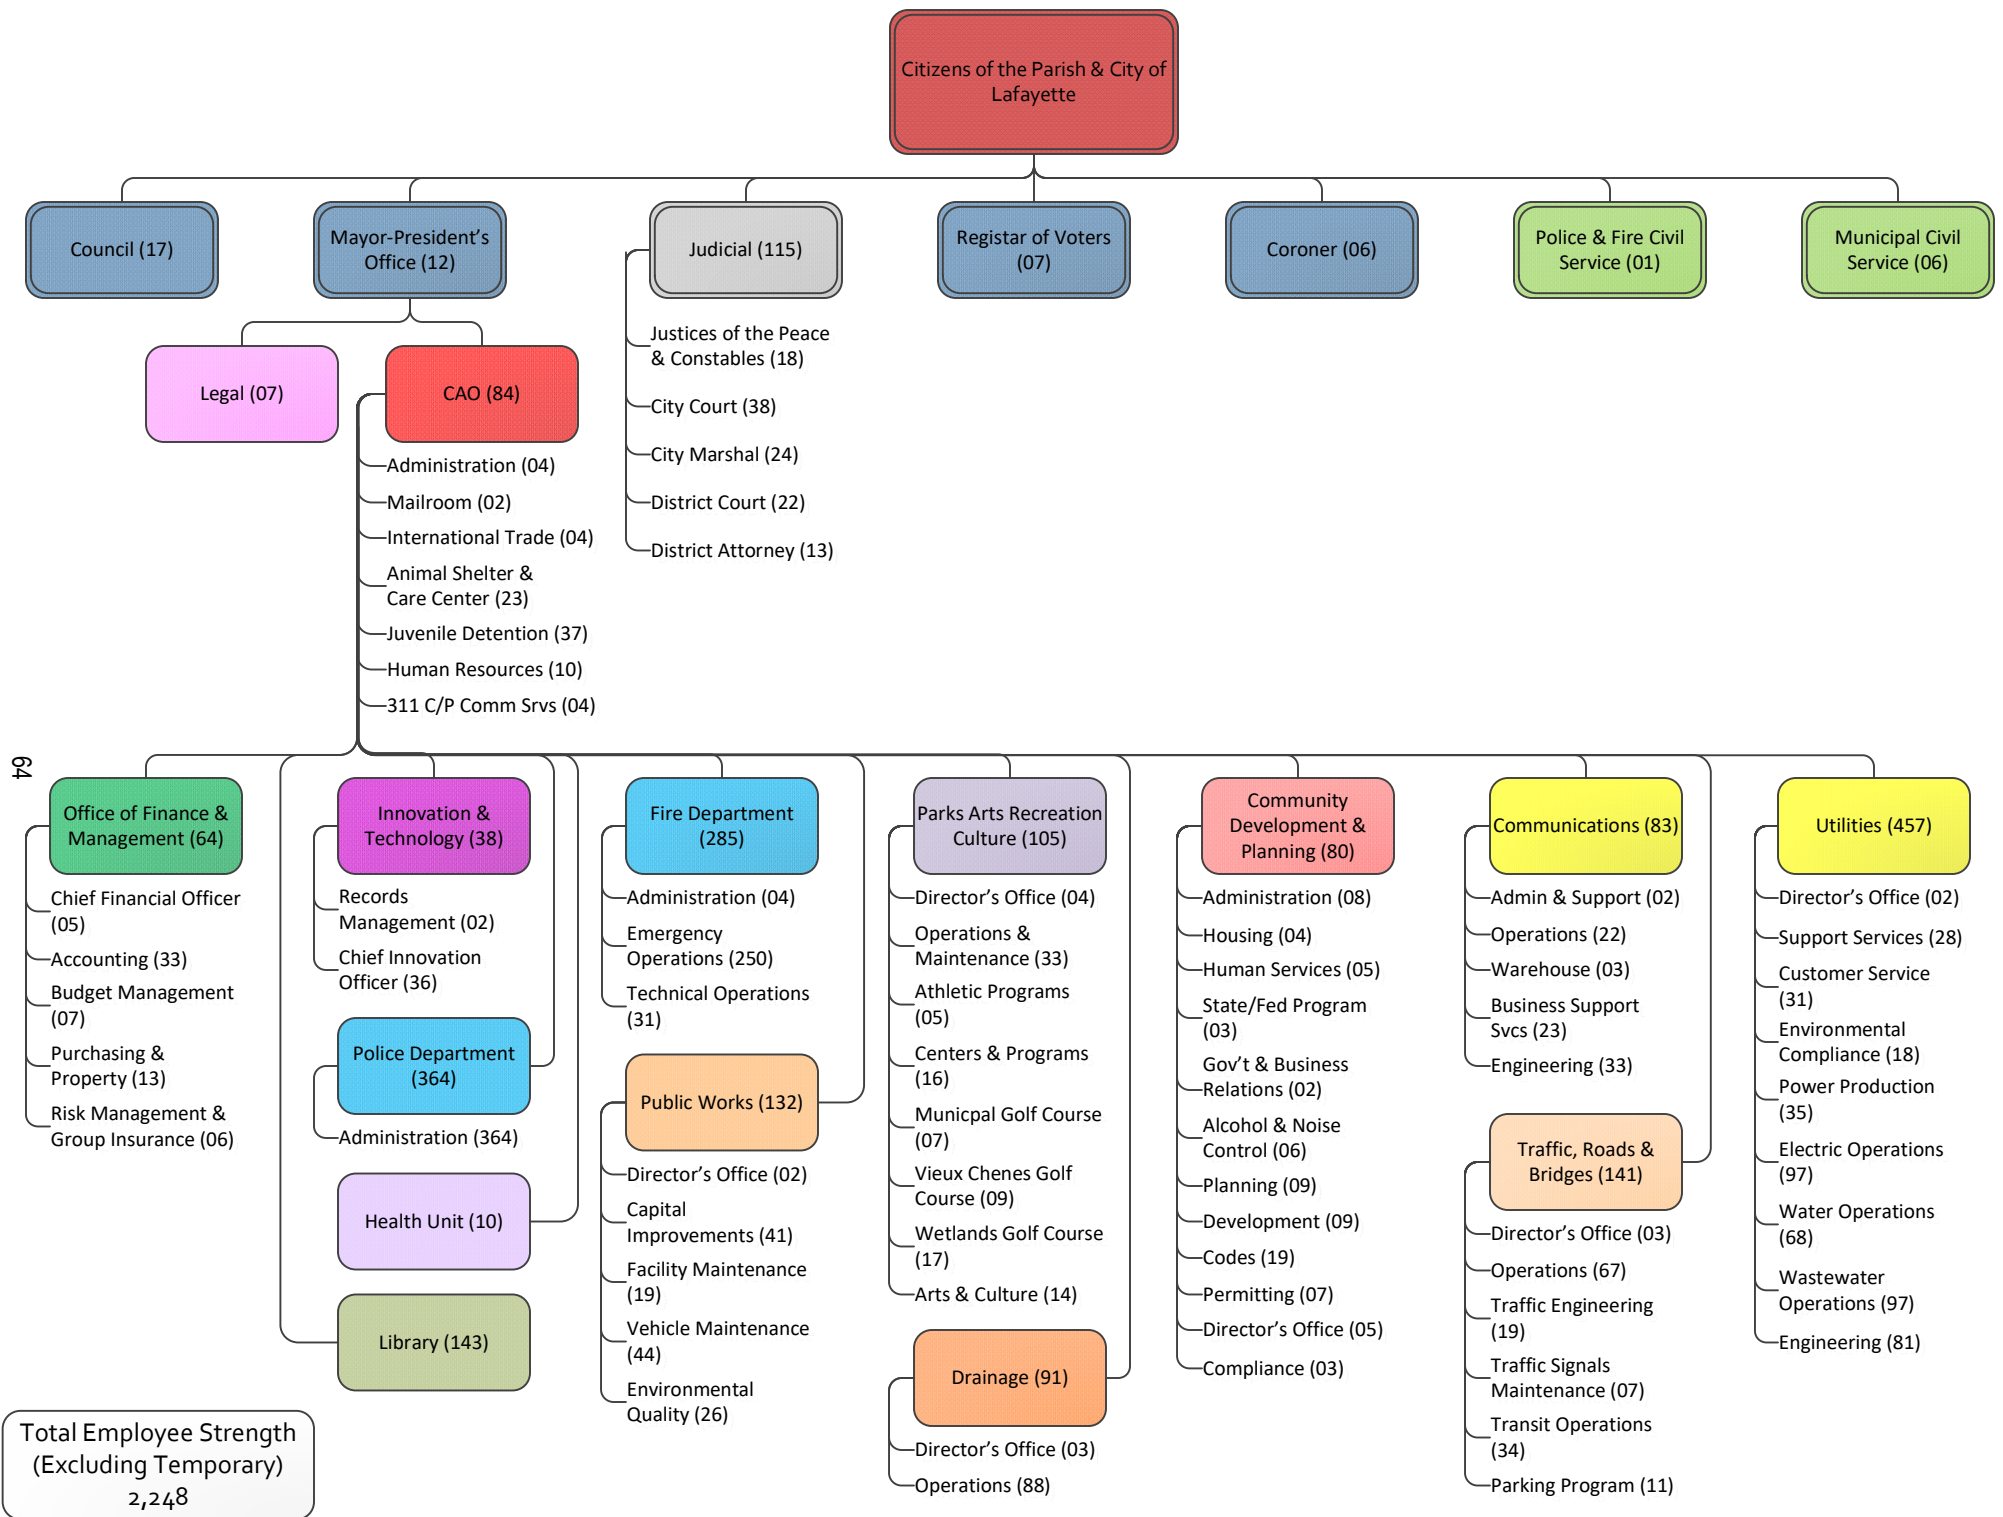 Citizens of the Parish & City of
Lafayette
Council (17)
Mayor-President's
Office (12)
Judicial (115)
Registar of Voters
(07)
Coroner (06)
Police & Fire Civil
Service (01)
Municipal Civil
Service (06)
Legal (07)
CAO (84)
Administration (04)
Mailroom (02)
International Trade (04)
Animal Shelter &
Care Center (23)
Juvenile Detention (37)
Human Resources (10)
311 C/P Comm Srvs (04)
Justices of the Peace
& Constables (18)
City Court (38)
City Marshal (24)
District Court (22)
District Attorney (13)
64
Office of Finance &
Management (64)
Chief Financial Officer
(05)
Accounting (33)
Budget Management
(07)
Purchasing &
Property (13)
Risk Management &
Group Insurance (06)
Innovation &
Technology (38)
Records
Management (02)
Chief Innovation
Officer (36)
Police Department
(364)
Administration (364)
Health Unit (10)
Library (143)
Fire Department
(285)
Administration (04)
Emergency
Operations (250)
Technical Operations
(31)
Public Works (132)
Director's Office (02)
Capital
Improvements (41)
Facility Maintenance
(19)
Vehicle Maintenance
(44)
Environmental
Quality (26)
Parks Arts Recreation
Culture (105)
Director's Office (04)
Operations &
Maintenance (33)
Athletic Programs
(05)
Centers & Programs
(16)
Municpal Golf Course
(07)
Vieux Chenes Golf
Course (09)
Wetlands Golf Course
(17)
Arts & Culture (14)
Drainage (91)
Director's Office (03)
Operations (88)
Community
Development &
Planning (80)
Administration (08)
Housing (04)
Human Services (05)
State/Fed Program
(03)
Gov't & Business
Relations (02)
Alcohol & Noise
Control (06)
Planning (09)
Development (09)
Codes (19)
Permitting (07)
Director's Office (05)
Compliance (03)
Communications (83)
Admin & Support (02)
Operations (22)
Warehouse (03)
Business Support
Svcs (23)
Engineering (33)
Traffic, Roads &
Bridges (141)
Director's Office (03)
Operations (67)
Traffic Engineering
(19)
Traffic Signals
Maintenance (07)
Transit Operations
(34)
Parking Program (11)
Utilities (457)
Director's Office (02)
Support Services (28)
Customer Service
(31)
Environmental
Compliance (18)
Power Production
(35)
Electric Operations
(97)
Water Operations
(68)
Wastewater
Operations (97)
Engineering (81)
Total Employee Strength
(Excluding Temporary)
2,248